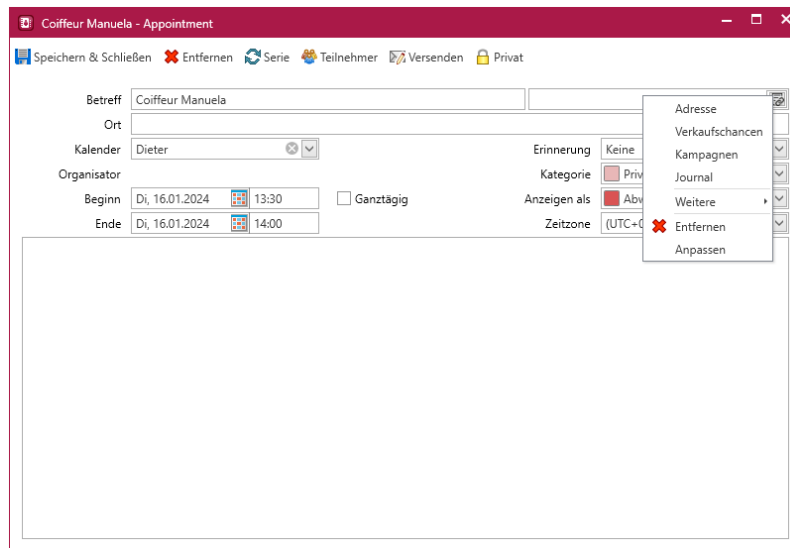 Coiffeur Manuela - Appointment
Speichern & Schließen Entfernen Serie Teilnehmer Versenden Privat
Betreff Coiffeur Manuela
Ort
Kalender Dieter Erinnerung Keine
Organisator Kategorie
Beginn Di, 16.01.2024 13:30 Ganztägig Anzeigen als
Ende Di, 16.01.2024 14:00 Zeitzone
Adresse
Verkaufschancen
Kampagnen
Journal
Weitere
Entfernen
Anpassen